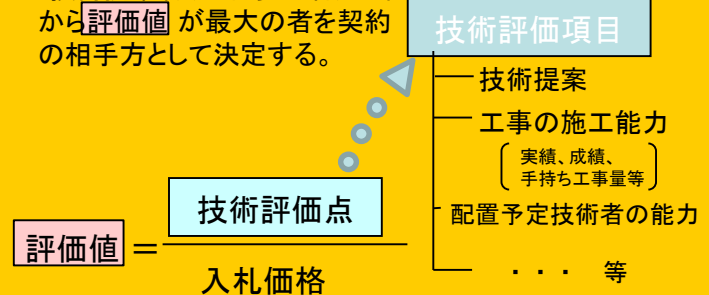 から評価値 が最大の者を契約
の相手方として決定する。
技術評価項目
技術提案
工事の施工能力
実績、成績、
手持ち工事量等
配置予定技術者の能力
・・・ 等
評価値 = 技術評価点
入札価格